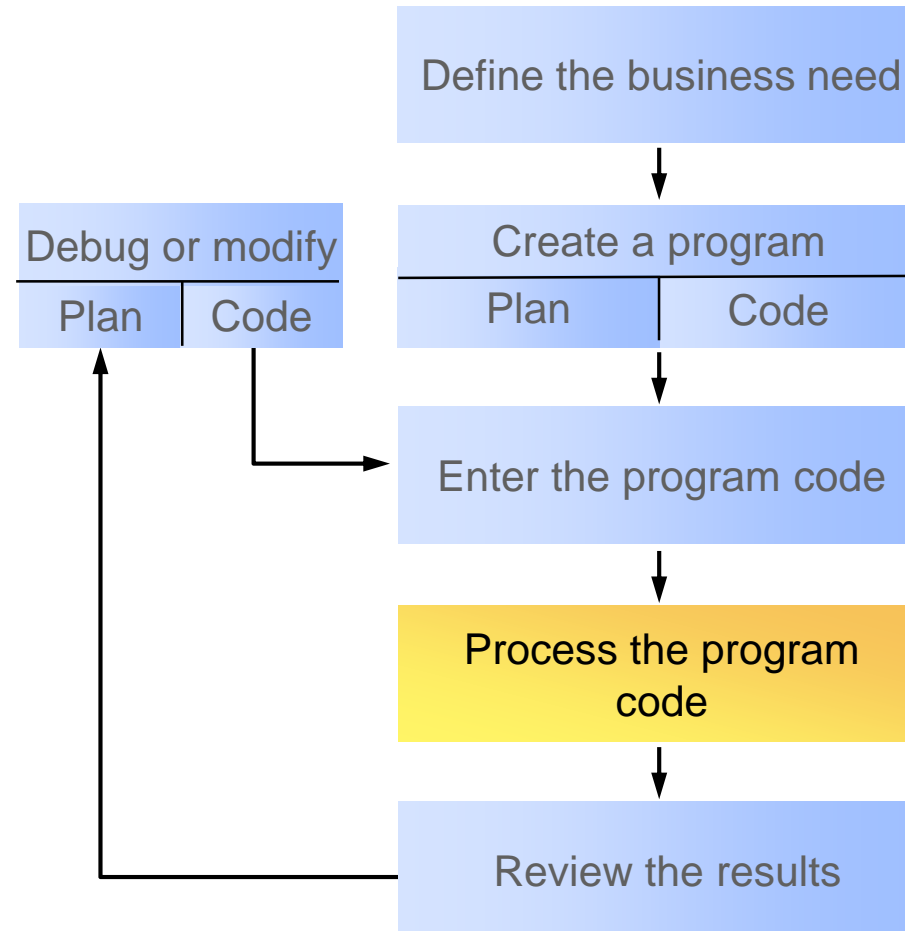 Define the business need
Debug or modify
Plan
Code
Create a program
Plan
Code
Enter the program code
Process the program
code
Review the results